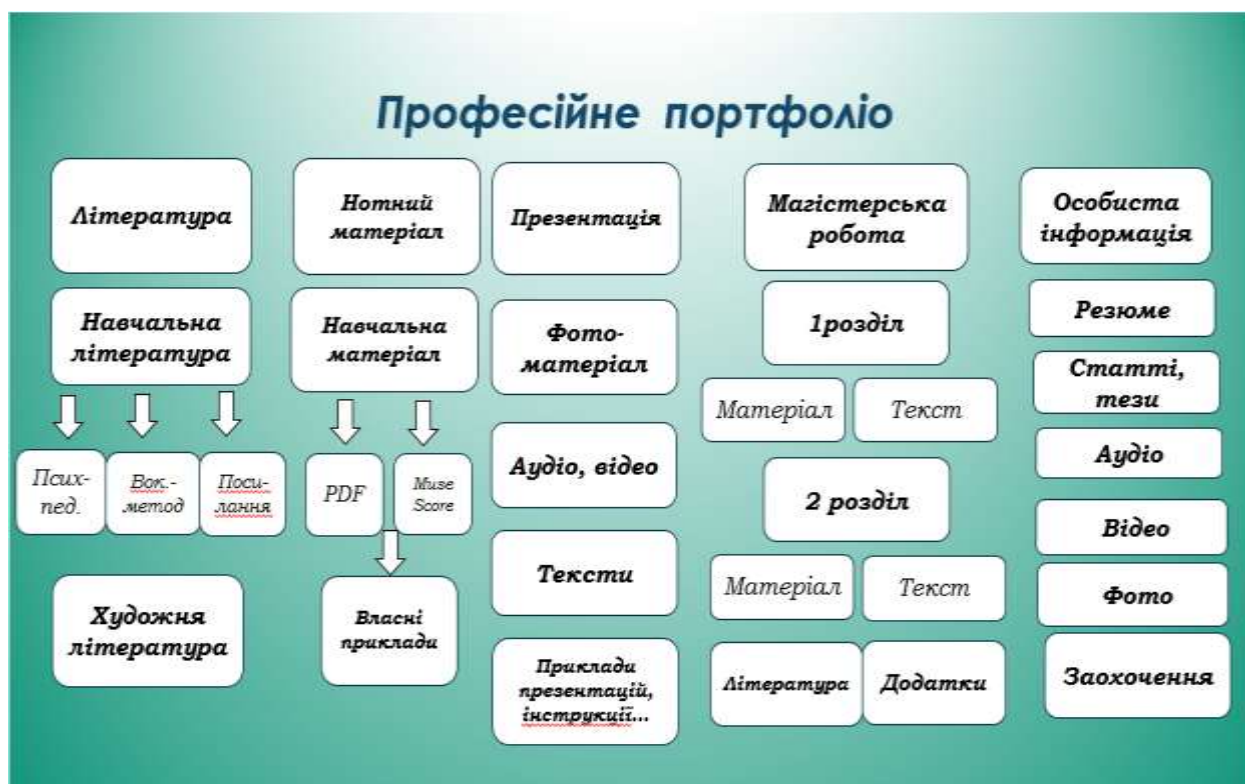 Професійне портфоліо
Література
Навчальна
література
Псих-
пед.
Вок.-
метод
Поси-
лання
Художня
література
Нотний
матеріал
Навчальна
матеріал
PDF
Muse
Score
Власні
приклади
Презентація
Фото-
матеріал
Аудіо, відео
Тексти
Приклади
презентацій,
інструкції...
Магістерська
робота
1розділ
Матеріал
Текст
2 розділ
Матеріал
Текст
Література
Додатки
Особиста
інформація
Резюме
Статті,
тези
Аудіо
Відео
Фото
Заохочення